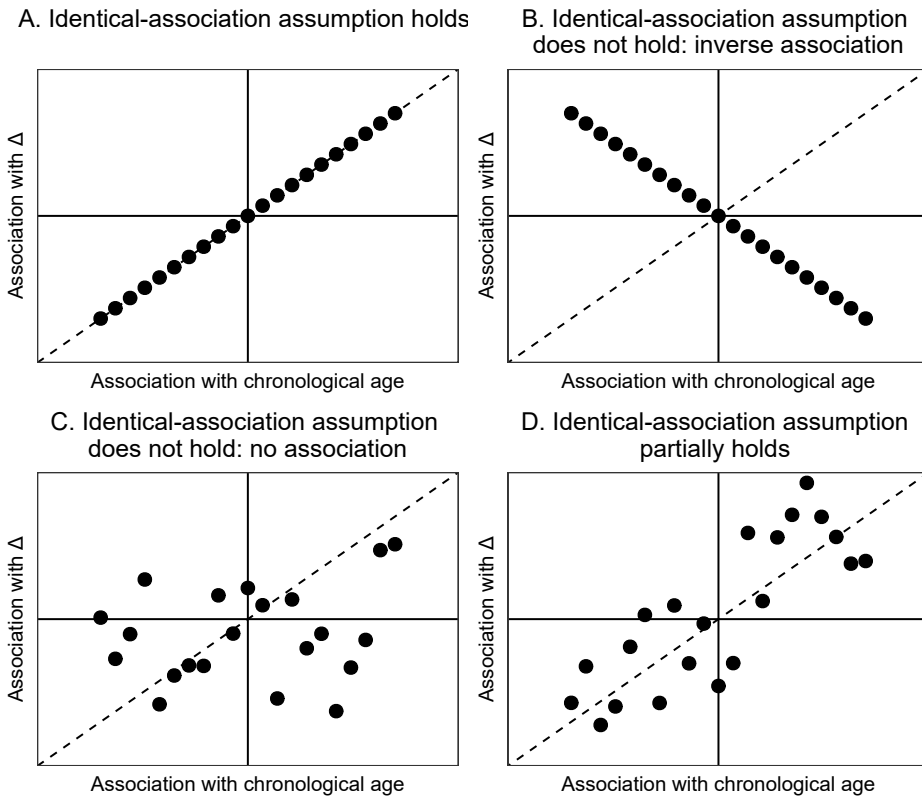 A. Identical-association assumption holds
B. Identical-association assumption
does not hold: inverse association
Association with Δ
Association with chronological age
Association with Δ
Association with chronological age
C. Identical-association assumption
does not hold: no association
D. Identical-association assumption
partially holds
Association with Δ
Association with chronological age
Association with Δ
Association with chronological age